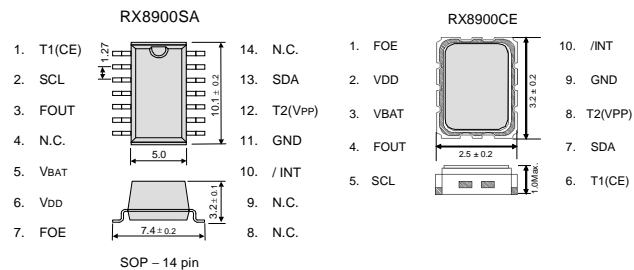 RX8900SA
1. T1(CE)
2. SCL
3. FOUT
4. N.C.
5. VBAT
6. VDD
7. FOE
1.27
10.1 ± 0.2
5.0
3.2 ± 0.1
7.4 ± 0.2
14. N.C.
13. SDA
12. T2(VPP)
11. GND
10. / INT
9. N.C.
8. N.C.
SOP – 14 pin
RX8900CE
1. FOE
2. VDD
3. VBAT
4. FOUT
5. SCL
3.2 ± 0.2
2.5 ± 0.2
1.0Max.
10. /INT
9. GND
8. T2(VPP)
7. SDA
6. T1(CE)